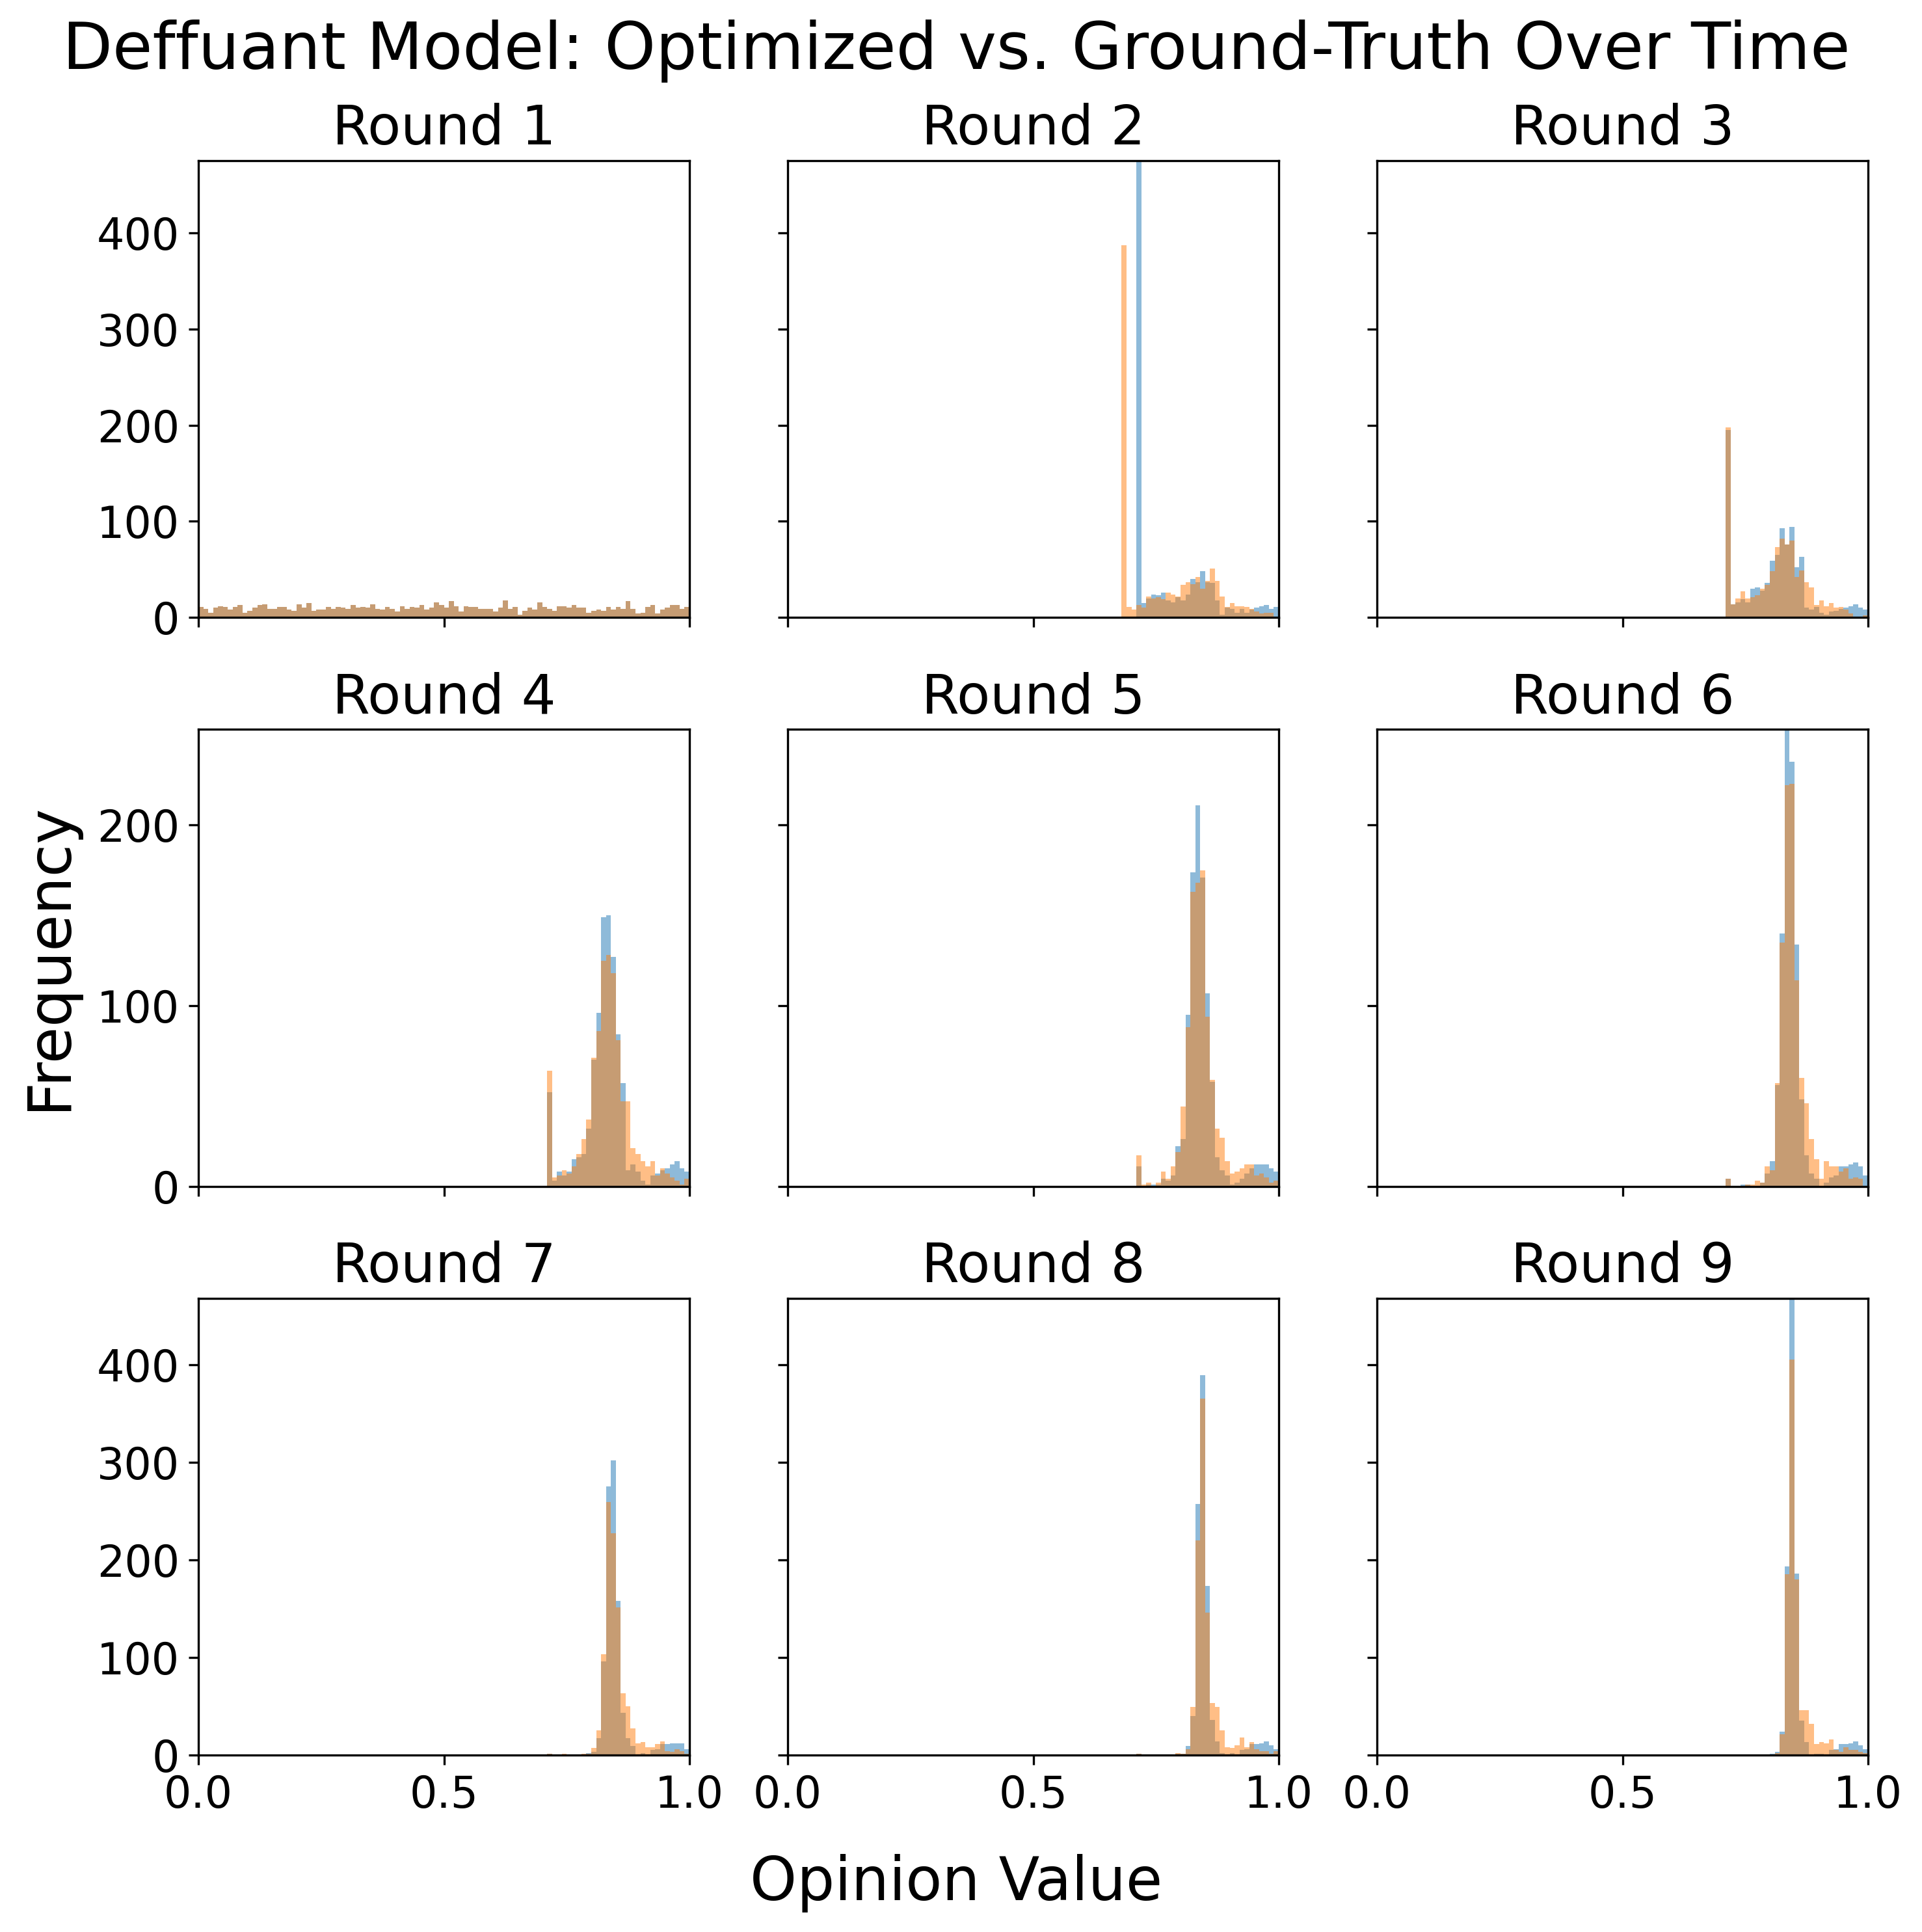 Deffuant Model: Optimized vs. Ground-Truth Over Time
Round 1
Round 2
Round 3
400
300
200
100
0
Round 4
Round 5
Round 6
Frequency
200
100
0
Round 7
Round 8
Round 9
400
300
200
100
0
0.0 0.5 1.0 0.0 0.5 1.0 0.0 0.5 1.0
Opinion Value